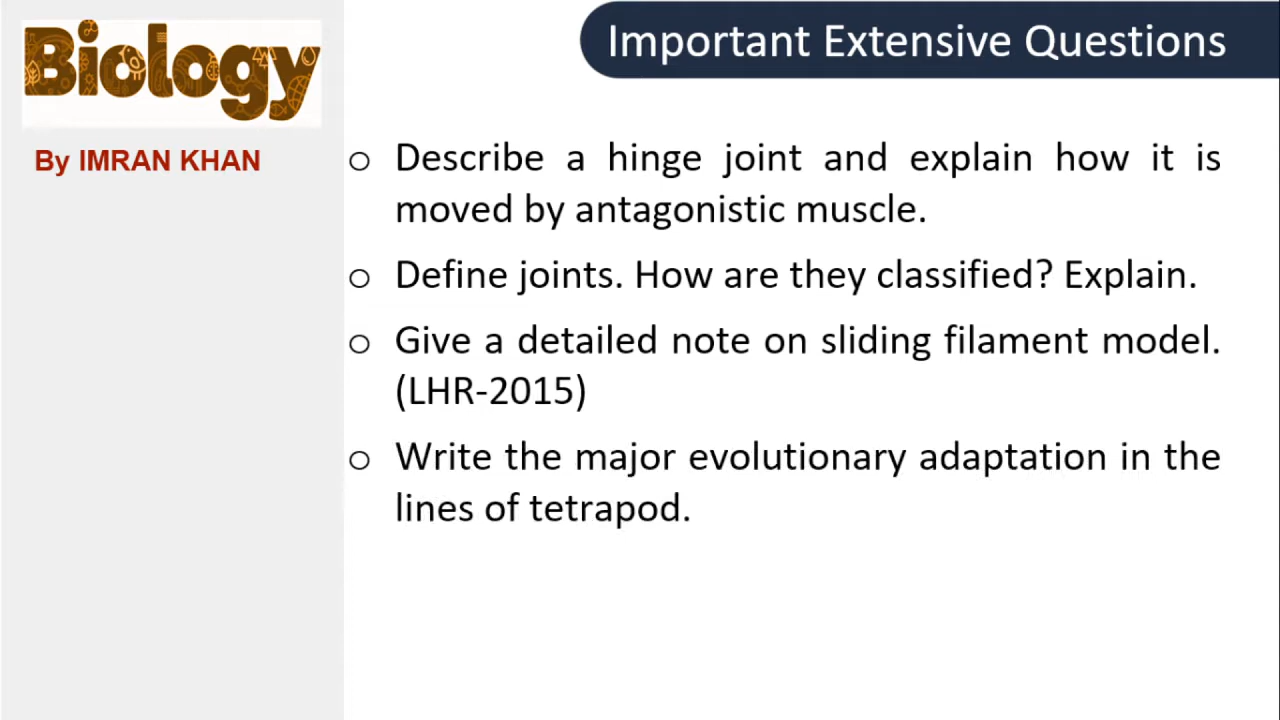 Biology
By IMRAN KHAN
Important Extensive Questions
o Describe a hinge joint and explain how it is
moved by antagonistic muscle.
o Define joints. How are they classified? Explain.
o Give a detailed note on sliding filament model.
(LHR-2015)
o Write the major evolutionary adaptation in the
lines of tetrapod.